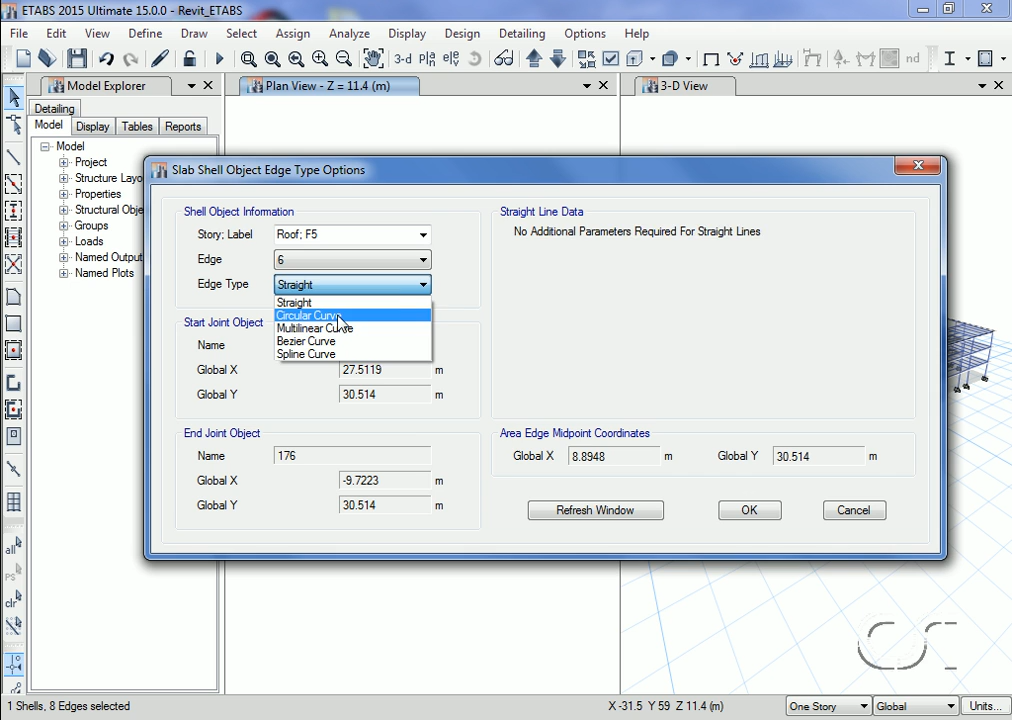 ETABS 2015 Ultimate 15.0.0 - Revit_ETABS
File Edit View Define Draw Select Assign Analyze Display Design Detailing Options Help
3-d plä elë nd
Model Explorer
Plan View - Z = 11.4 (m)
3-D View
Detailing
Model Display Tables Reports
Model
Project
Structure Layo
Properties
Structural Obje
Groups
Loads
Named Output
Named Plots
all
ps
clr
Slab Shell Object Edge Type Options
Shell Object Information
Story; Label Roof; F5
Edge 6
Edge Type Straight
Straight
Circular Curve
Multilinear Curve
Bezier Curve
Spline Curve
Start Joint Object
Name
Global X 27.5119 m
Global Y 30.514 m
End Joint Object
Name 176
Global X -9.7223 m
Global Y 30.514 m
Straight Line Data
No Additional Parameters Required For Straight Lines
Area Edge Midpoint Coordinates
Global X 8.8948 m Global Y 30.514 m
Refresh Window OK Cancel
1 Shells, 8 Edges selected
X -31.5 Y 59 Z 11.4 (m)
One Story Global Units...